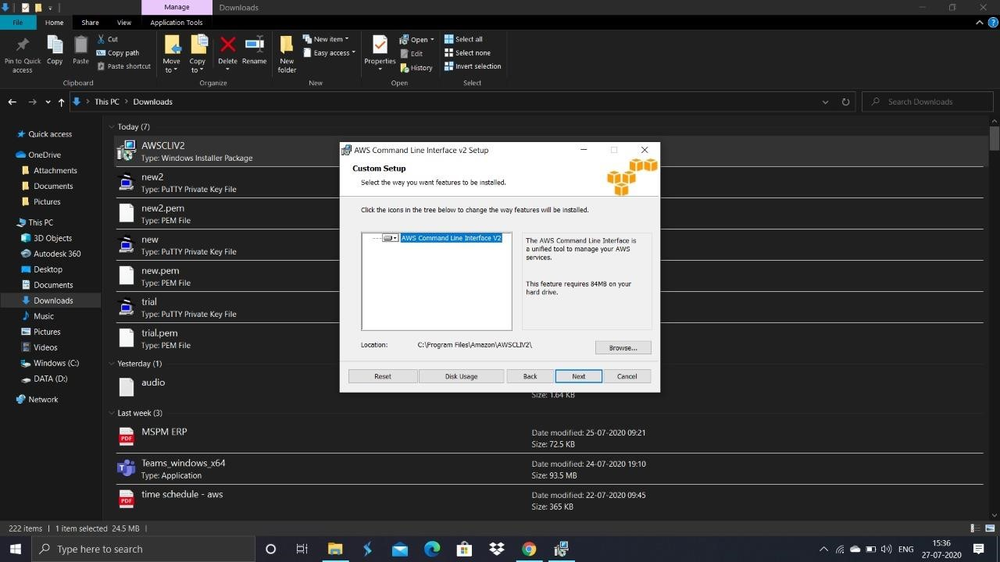 Manage
Downloads
File
Home
Share
View
Application Tools
Pin to Quick
access
Copy
Paste
Cut
Copy path
Paste shortcut
Move
to
Copy
to
Delete
Rename
New
folder
New item
Easy access
Properties
Open
Edit
History
Select all
Select none
Invert selection
Clipboard
Organize
New
Open
Select
This PC
Downloads
Search Downloads
Quick access
OneDrive
Attachments
Documents
Pictures
This PC
3D Objects
Autodesk 360
Desktop
Documents
Downloads
Music
Pictures
Videos
Windows (C:)
DATA (D:)
Network
Today (7)
AWSCLIV2
Type: Windows Installer Package
new2
Type: PuTTY Private Key File
new2.pem
Type: PEM File
new
Type: PuTTY Private Key File
new.pem
Type: PEM File
trial
Type: PuTTY Private Key File
trial.pem
Type: PEM File
Yesterday (1)
audio
Size: 1.64 KB
Last week (3)
PDF
MSPM ERP
Date modified: 25-07-2020 09:21
Size: 72.5 KB
Teams_windows_x64
Type: Application
Date modified: 24-07-2020 19:10
Size: 93.5 MB
PDF
time schedule - aws
Date modified: 22-07-2020 09:45
Size: 365 KB
AWS Command Line Interface v2 Setup
Custom Setup
Select the way you want features to be installed.
Click the icons in the tree below to change the way features will be installed.
AWS Command Line Interface V2
The AWS Command Line Interface is
a unified tool to manage your AWS
services.
This feature requires 84MB on your
hard drive.
Location:
C:\Program Files\Amazon\AWSCLIV2\
Browse...
Reset
Disk Usage
Back
Next
Cancel
222 items
1 item selected 24.5 MB
Type here to search
ENG
15:36
27-07-2020